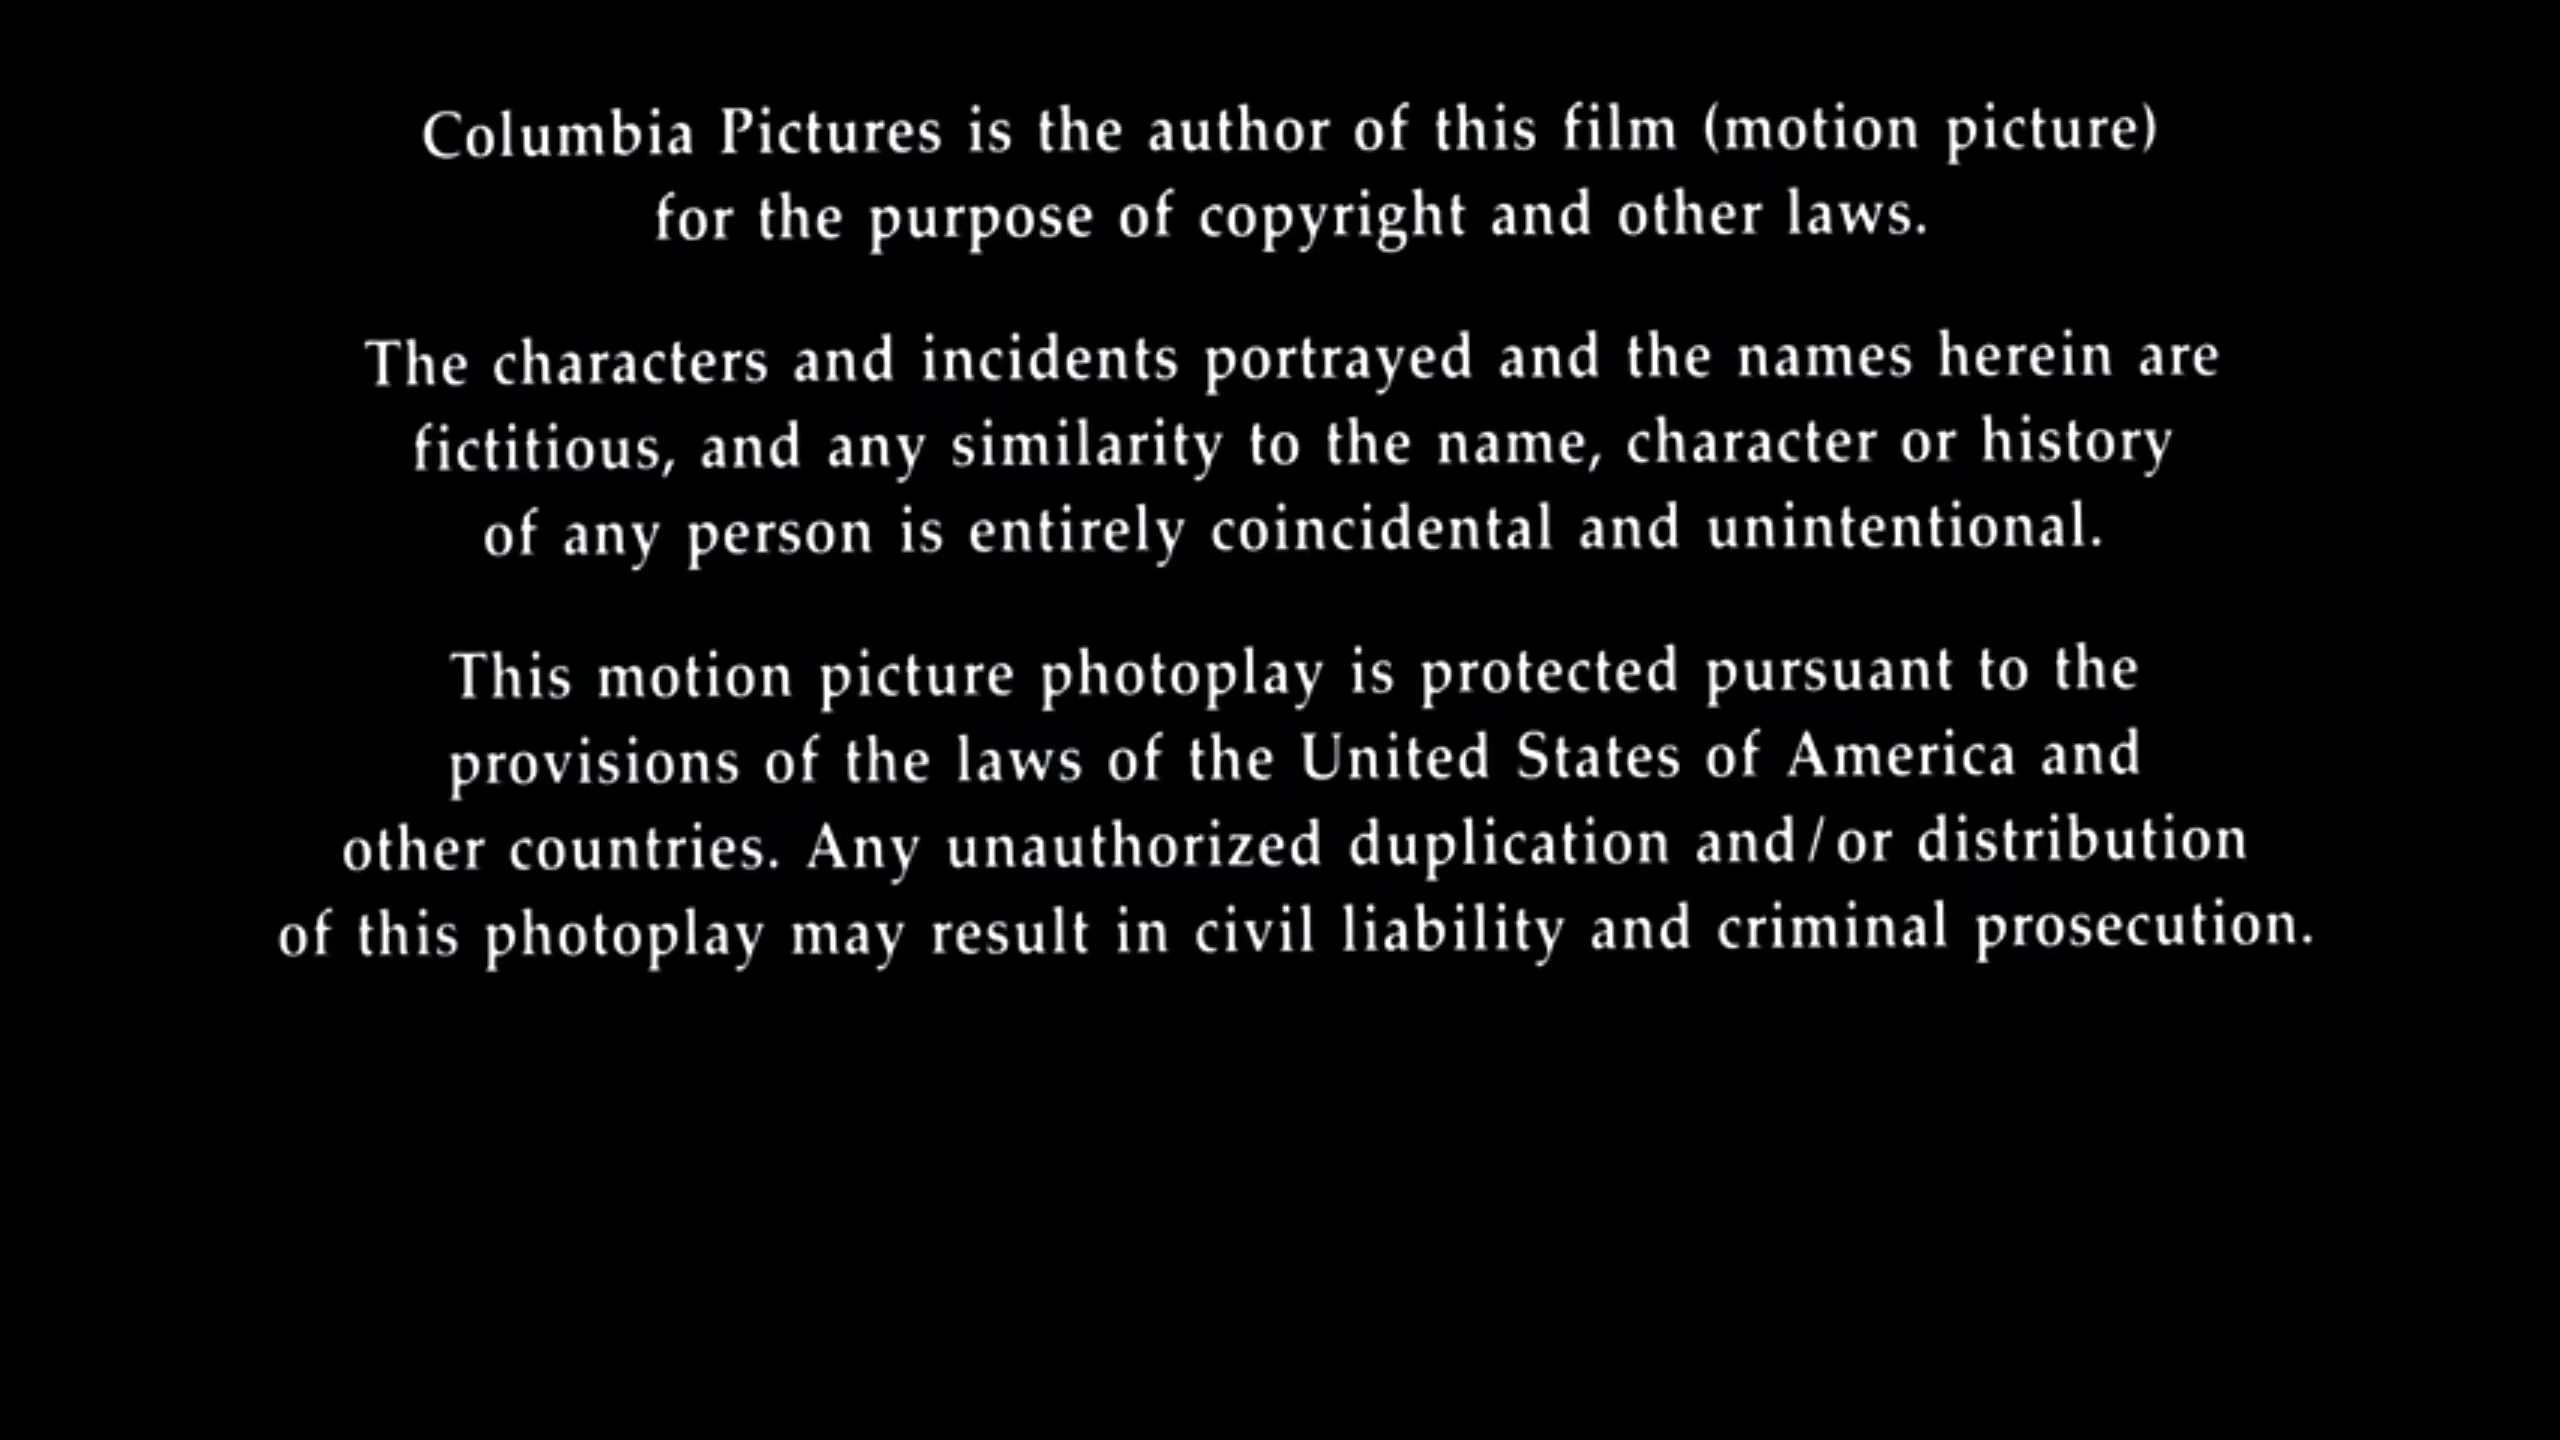 Columbia Pictures is the author of this film (motion picture)
for the purpose of copyright and other laws.
The characters and incidents portrayed and the names herein are
fictitious, and any similarity to the name, character or history
of any person is entirely coincidental and unintentional.
This motion picture photoplay is protected pursuant to the
provisions of the laws of the United States of America and
other countries. Any unauthorized duplication and/or distribution
of this photoplay may result in civil liability and criminal prosecution.